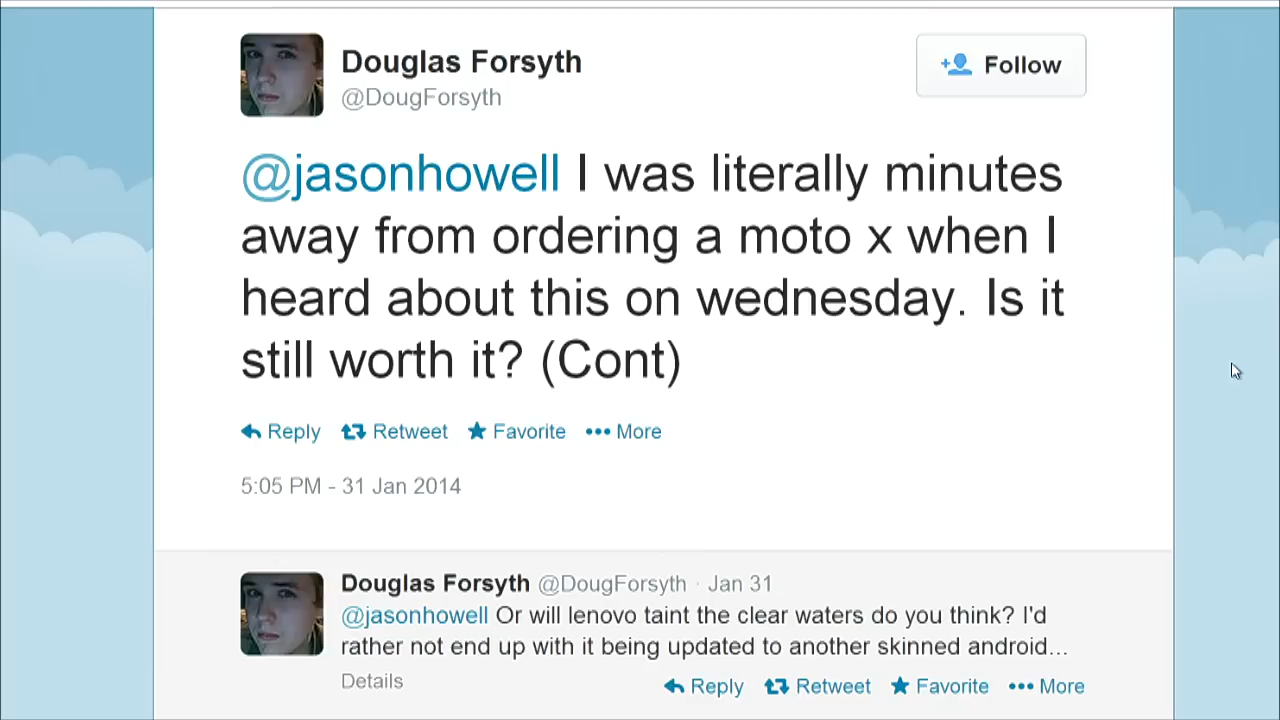 Douglas Forsyth
@DougForsyth
Follow
@jasonhowell I was literally minutes
away from ordering a moto x when I
heard about this on wednesday. Is it
still worth it? (Cont)
Reply Retweet Favorite More
5:05 PM - 31 Jan 2014
Douglas Forsyth @DougForsyth · Jan 31
@jasonhowell Or will lenovo taint the clear waters do you think? I'd
rather not end up with it being updated to another skinned android...
Details
Reply Retweet Favorite More